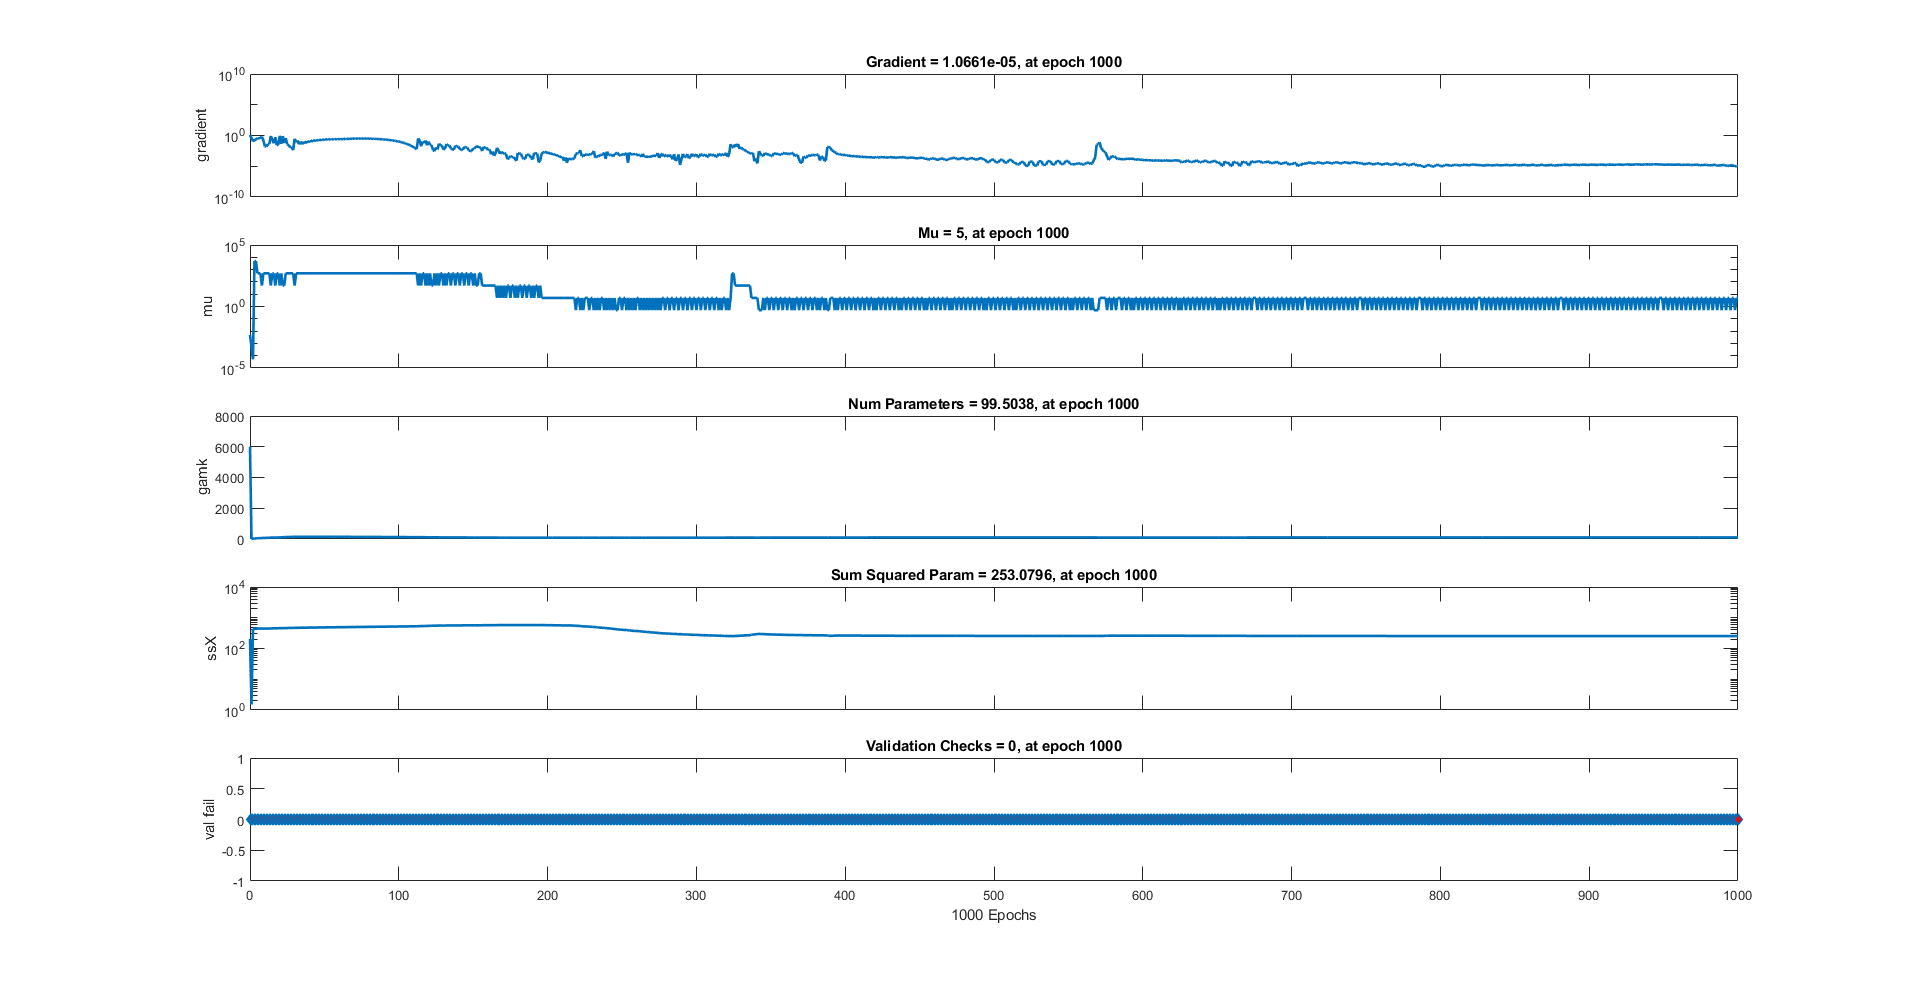 Gradient = 1.0661e-05, at epoch 1000
10^10
10^0
10^-10
gradient
Mu = 5, at epoch 1000
10^5
10^0
10^-5
mu
Num Parameters = 99.5038, at epoch 1000
8000
6000
4000
2000
0
gamk
Sum Squared Param = 253.0796, at epoch 1000
10^4
10^2
10^0
ssX
Validation Checks = 0, at epoch 1000
1
0.5
0
-0.5
-1
val fail
0 100 200 300 400 500 600 700 800 900 1000
1000 Epochs